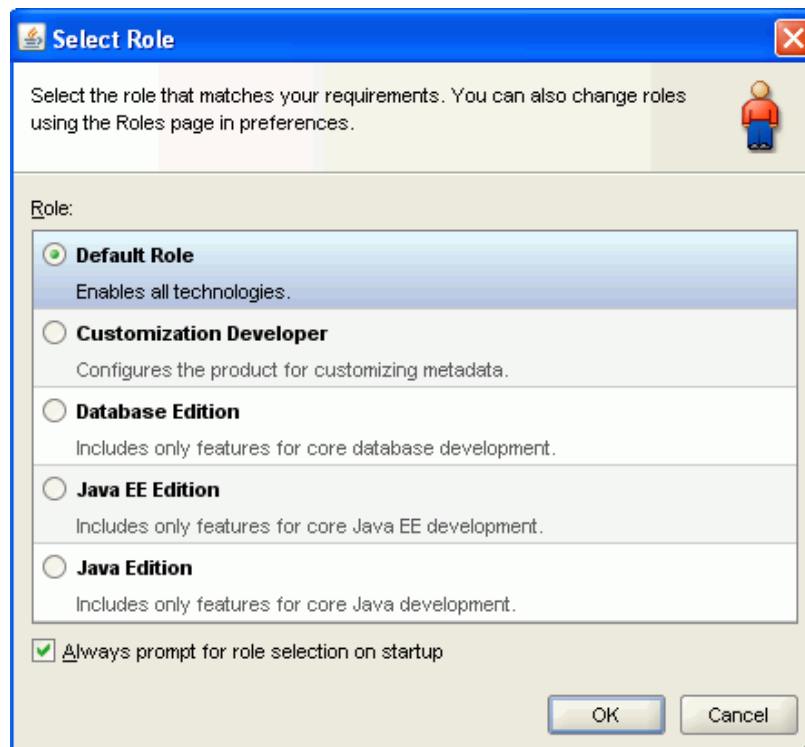 Select Role
Select the role that matches your requirements. You can also change roles
using the Roles page in preferences.
Role:
Default Role
Enables all technologies.
Customization Developer
Configures the product for customizing metadata.
Database Edition
Includes only features for core database development.
Java EE Edition
Includes only features for core Java EE development.
Java Edition
Includes only features for core Java development.
Always prompt for role selection on startup
OK Cancel